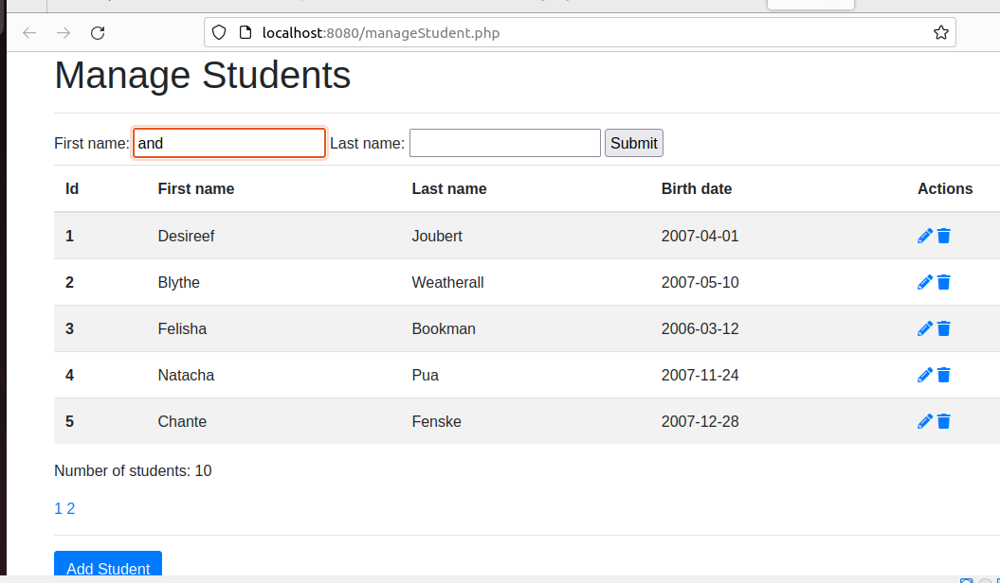 localhost:8080/manageStudent.php
Manage Students
First name: and Last name: Submit
Id First name Last name Birth date Actions
1 Desireef Joubert 2007-04-01
2 Blythe Weatherall 2007-05-10
3 Felisha Bookman 2006-03-12
4 Natacha Pua 2007-11-24
5 Chante Fenske 2007-12-28
Number of students: 10
1 2
Add Student